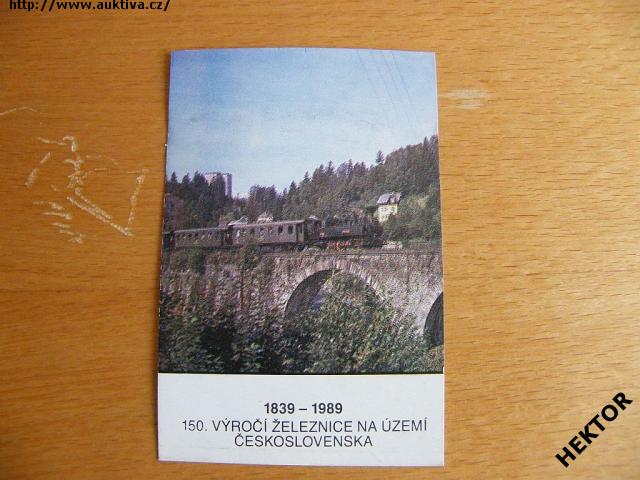 http://www.auktiva.cz/
1839 – 1989
150. VÝROČÍ ŽELEZNICE NA ÚZEMÍ
ČESKOSLOVENSKA
HEKTOR